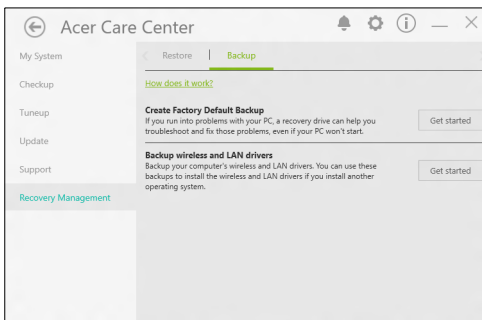 Acer Care Center
My System
Checkup
Tuneup
Update
Support
Recovery Management
Restore
Backup
How does it work?
Create Factory Default Backup
If you run into problems with your PC, a recovery drive can help you
troubleshoot and fix those problems, even if your PC won't start.
Get started
Backup wireless and LAN drivers
Backup your computer's wireless and LAN drivers. You can use these
backups to install the wireless and LAN drivers if you install another
operating system.
Get started